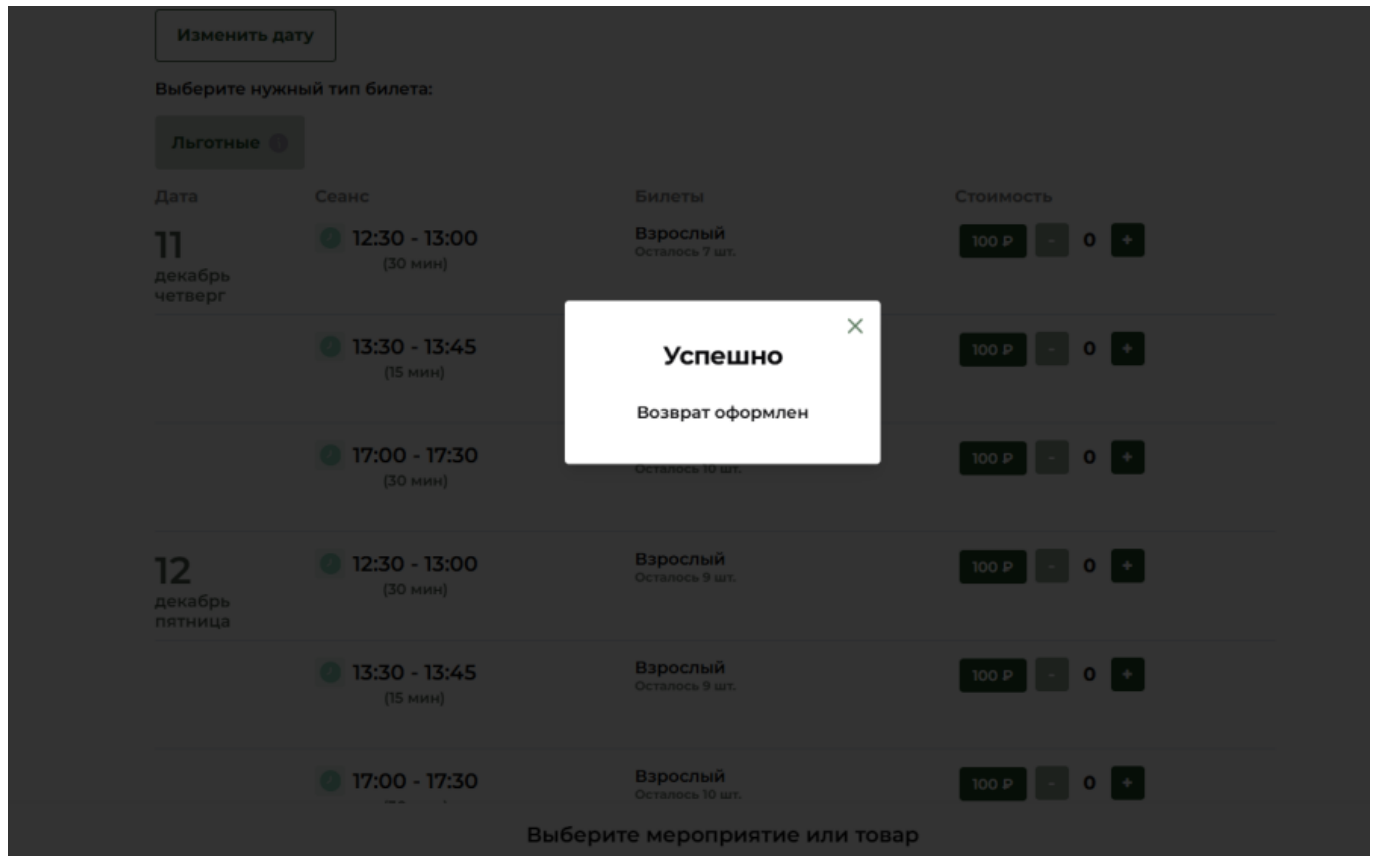 Изменить дату
Выберите нужный тип билета:
Льготные
Дата Сеанс Билеты Стоимость
11 12:30 - 13:00 Взрослый 100 ₽ - 0 +
декабрь (30 мин) Осталось 7 шт.
четверг
13:30 - 13:45 100 ₽ - 0 +
(15 мин)
Успешно
Возврат оформлен
17:00 - 17:30 Осталось 10 шт. 100 ₽ - 0 +
(30 мин)
12 12:30 - 13:00 Взрослый 100 ₽ - 0 +
декабрь (30 мин) Осталось 9 шт.
пятница
13:30 - 13:45 Взрослый 100 ₽ - 0 +
(15 мин) Осталось 9 шт.
17:00 - 17:30 Взрослый 100 ₽ - 0 +
Осталось 10 шт.
Выберите мероприятие или товар